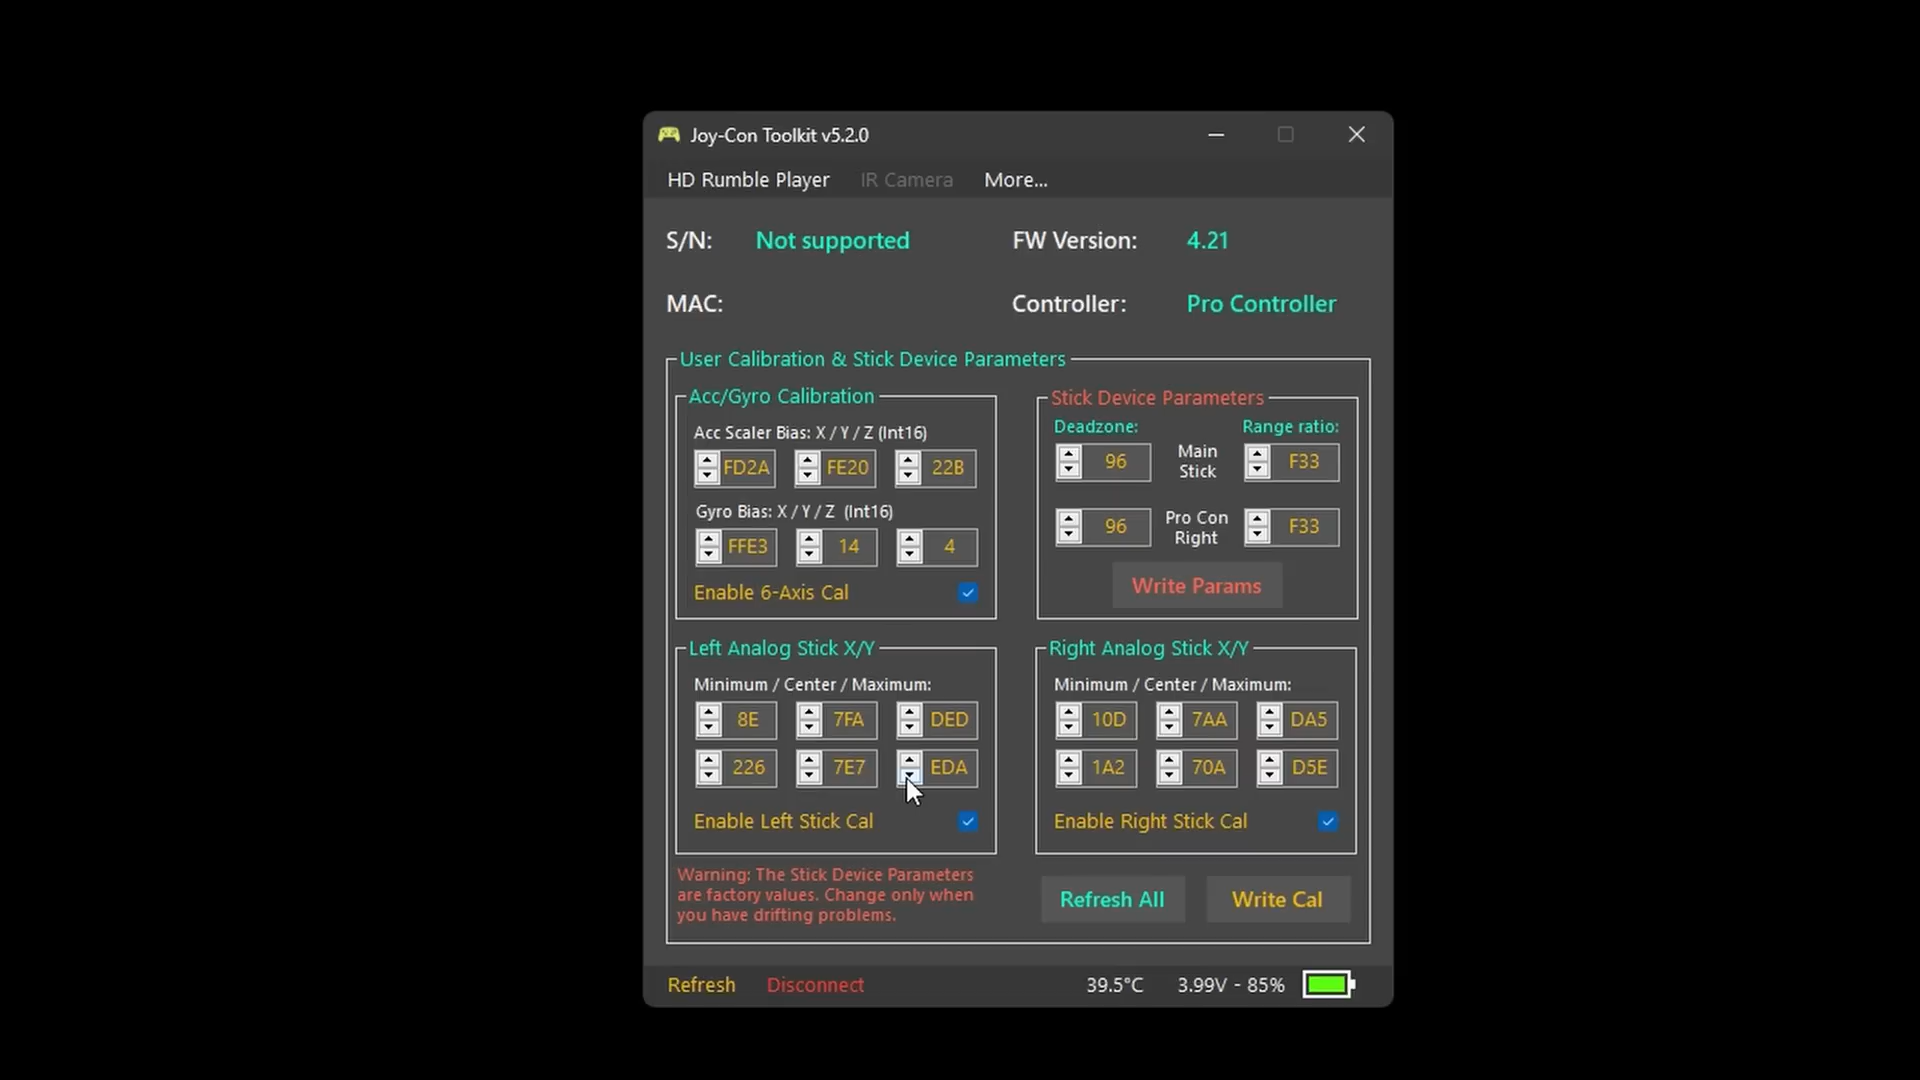 Joy-Con Toolkit v5.2.0
HD Rumble Player IR Camera More...
S/N: Not supported FW Version: 4.21
MAC: Controller: Pro Controller
User Calibration & Stick Device Parameters
Acc/Gyro Calibration
Acc Scaler Bias: X / Y / Z (Int16)
FD2A FE20 22B
Gyro Bias: X / Y / Z (Int16)
FFE3 14 4
Enable 6-Axis Cal
Stick Device Parameters
Deadzone: Range ratio:
96 Main Stick F33
96 Pro Con Right F33
Write Params
Left Analog Stick X/Y
Minimum / Center / Maximum:
8E 7FA DED
226 7E7 EDA
Enable Left Stick Cal
Right Analog Stick X/Y
Minimum / Center / Maximum:
10D 7AA DA5
1A2 70A D5E
Enable Right Stick Cal
Warning: The Stick Device Parameters
are factory values. Change only when
you have drifting problems.
Refresh All Write Cal
Refresh Disconnect 39.5°C 3.99V - 85%